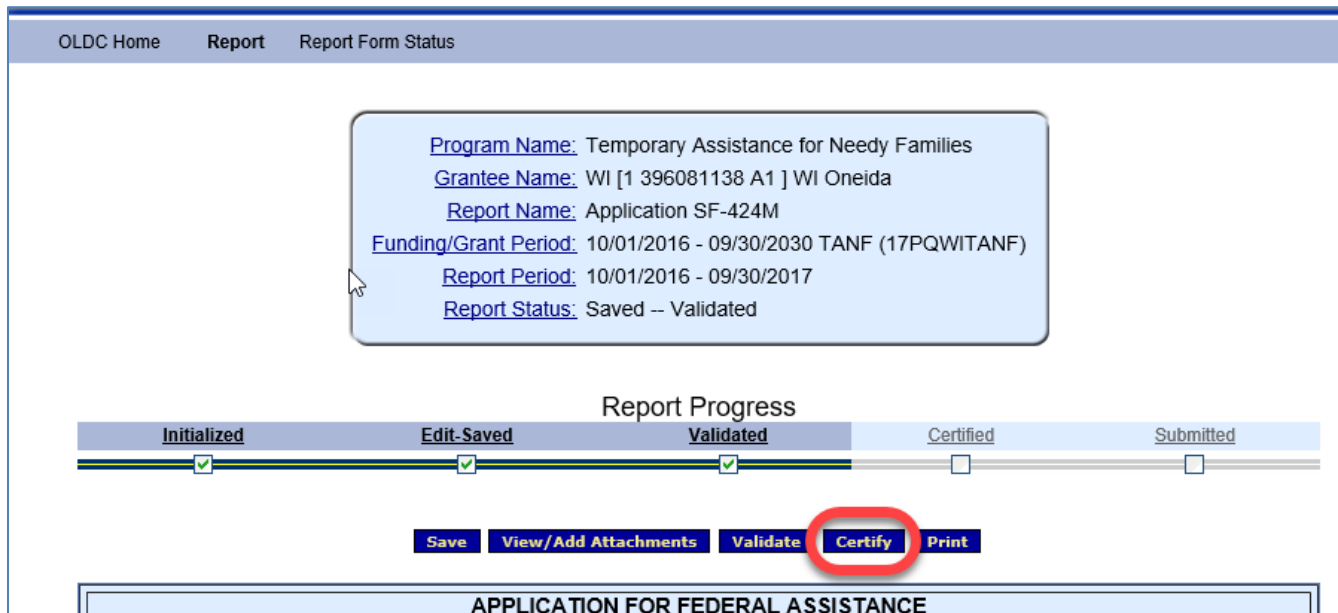 OLDC Home Report Report Form Status
Program Name: Temporary Assistance for Needy Families
Grantee Name: WI [1 396081138 A1 ] WI Oneida
Report Name: Application SF-424M
Funding/Grant Period: 10/01/2016 - 09/30/2030 TANF (17PQWITANF)
Report Period: 10/01/2016 - 09/30/2017
Report Status: Saved -- Validated
Report Progress
Initialized Edit-Saved Validated Certified Submitted
Save View/Add Attachments Validate Certify Print
APPLICATION FOR FEDERAL ASSISTANCE